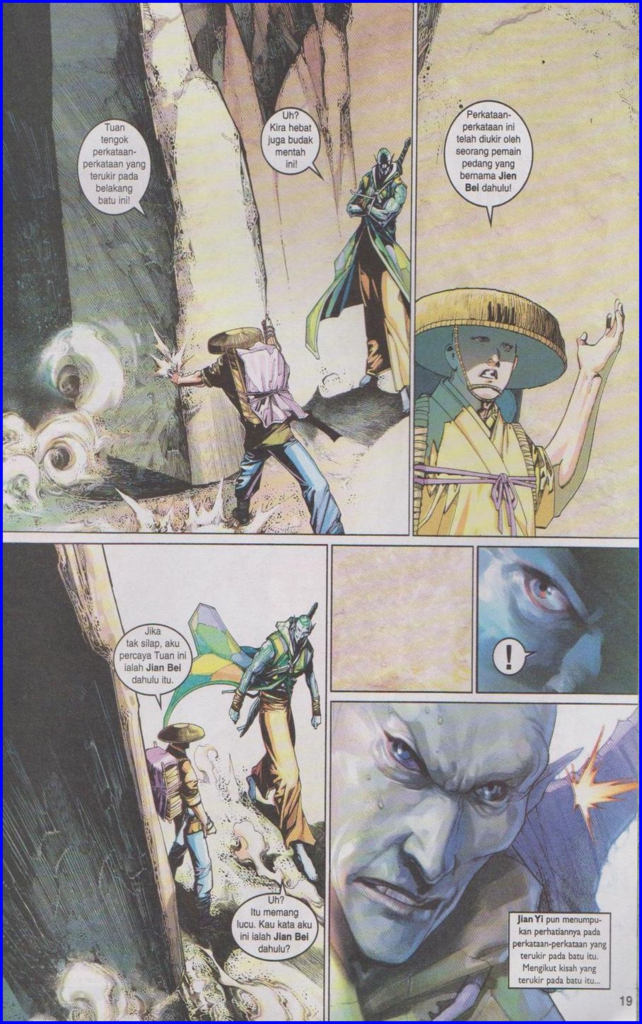 Tuan
tengok
perkataan-
perkataan yang
terukir pada
belakang
batu ini!
Uh?
Kira hebat
juga budak
mentah
ini!
Perkataan-
perkataan ini
telah diukir oleh
seorang pemain
pedang yang
bernama Jien
Bei dahulu!
Jika
tak silap, aku
percaya Tuan ini
ialah Jian Bei
dahulu itu.
Uh?
Itu memang
lucu. Kau kata aku
ini ialah Jian Bei
dahulu?
!
Jian Yi pun menumpu-
kan perhatiannya pada
perkataan-perkataan yang
terukir pada batu itu.
Mengikut kisah yang
terukir pada batu itu...
19